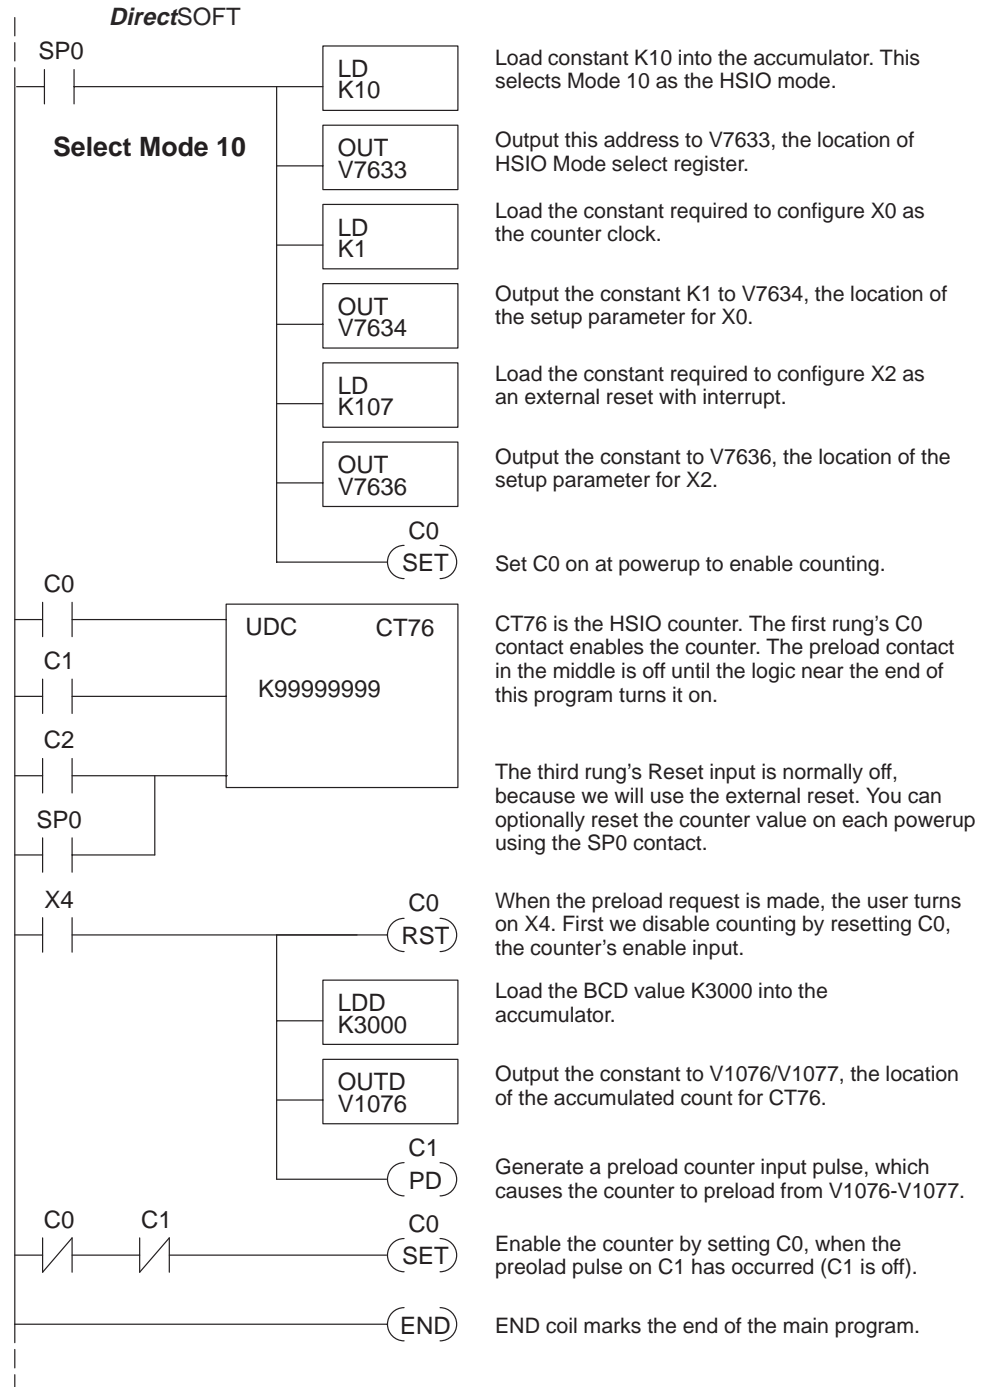 DirectSOFT
SP0
LD
K10
Load constant K10 into the accumulator. This
selects Mode 10 as the HSIO mode.
Select Mode 10
OUT
V7633
Output this address to V7633, the location of
HSIO Mode select register.
LD
K1
Load the constant required to configure X0 as
the counter clock.
OUT
V7634
Output the constant K1 to V7634, the location of
the setup parameter for X0.
LD
K107
Load the constant required to configure X2 as
an external reset with interrupt.
OUT
V7636
Output the constant to V7636, the location of the
setup parameter for X2.
C0
SET
Set C0 on at powerup to enable counting.
C0
UDC CT76
K99999999
C1
CT76 is the HSIO counter. The first rung's C0
contact enables the counter. The preload contact
in the middle is off until the logic near the end of
this program turns it on.
C2
SP0
The third rung's Reset input is normally off,
because we will use the external reset. You can
optionally reset the counter value on each powerup
using the SP0 contact.
X4
C0
RST
When the preload request is made, the user turns
on X4. First we disable counting by resetting C0,
the counter's enable input.
LDD
K3000
Load the BCD value K3000 into the
accumulator.
OUTD
V1076
Output the constant to V1076/V1077, the location
of the accumulated count for CT76.
C1
PD
Generate a preload counter input pulse, which
causes the counter to preload from V1076-V1077.
C0 C1 C0
SET
Enable the counter by setting C0, when the
preolad pulse on C1 has occurred (C1 is off).
END
END coil marks the end of the main program.